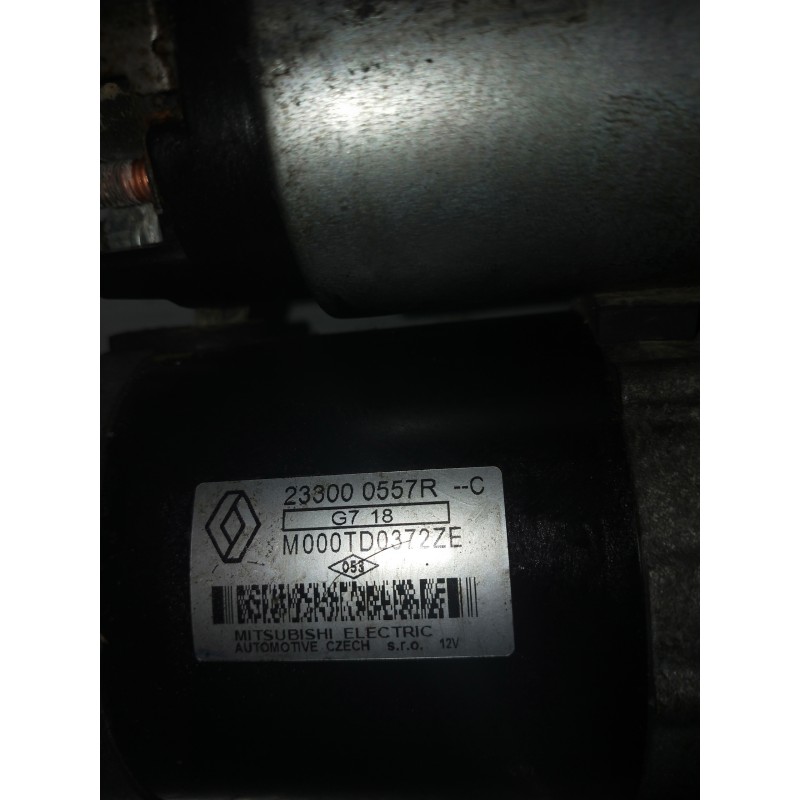 23300 0557R --C
G7 18
M000TD0372ZE
053
MITSUBISHI ELECTRIC
AUTOMOTIVE CZECH s.r.o. 12V